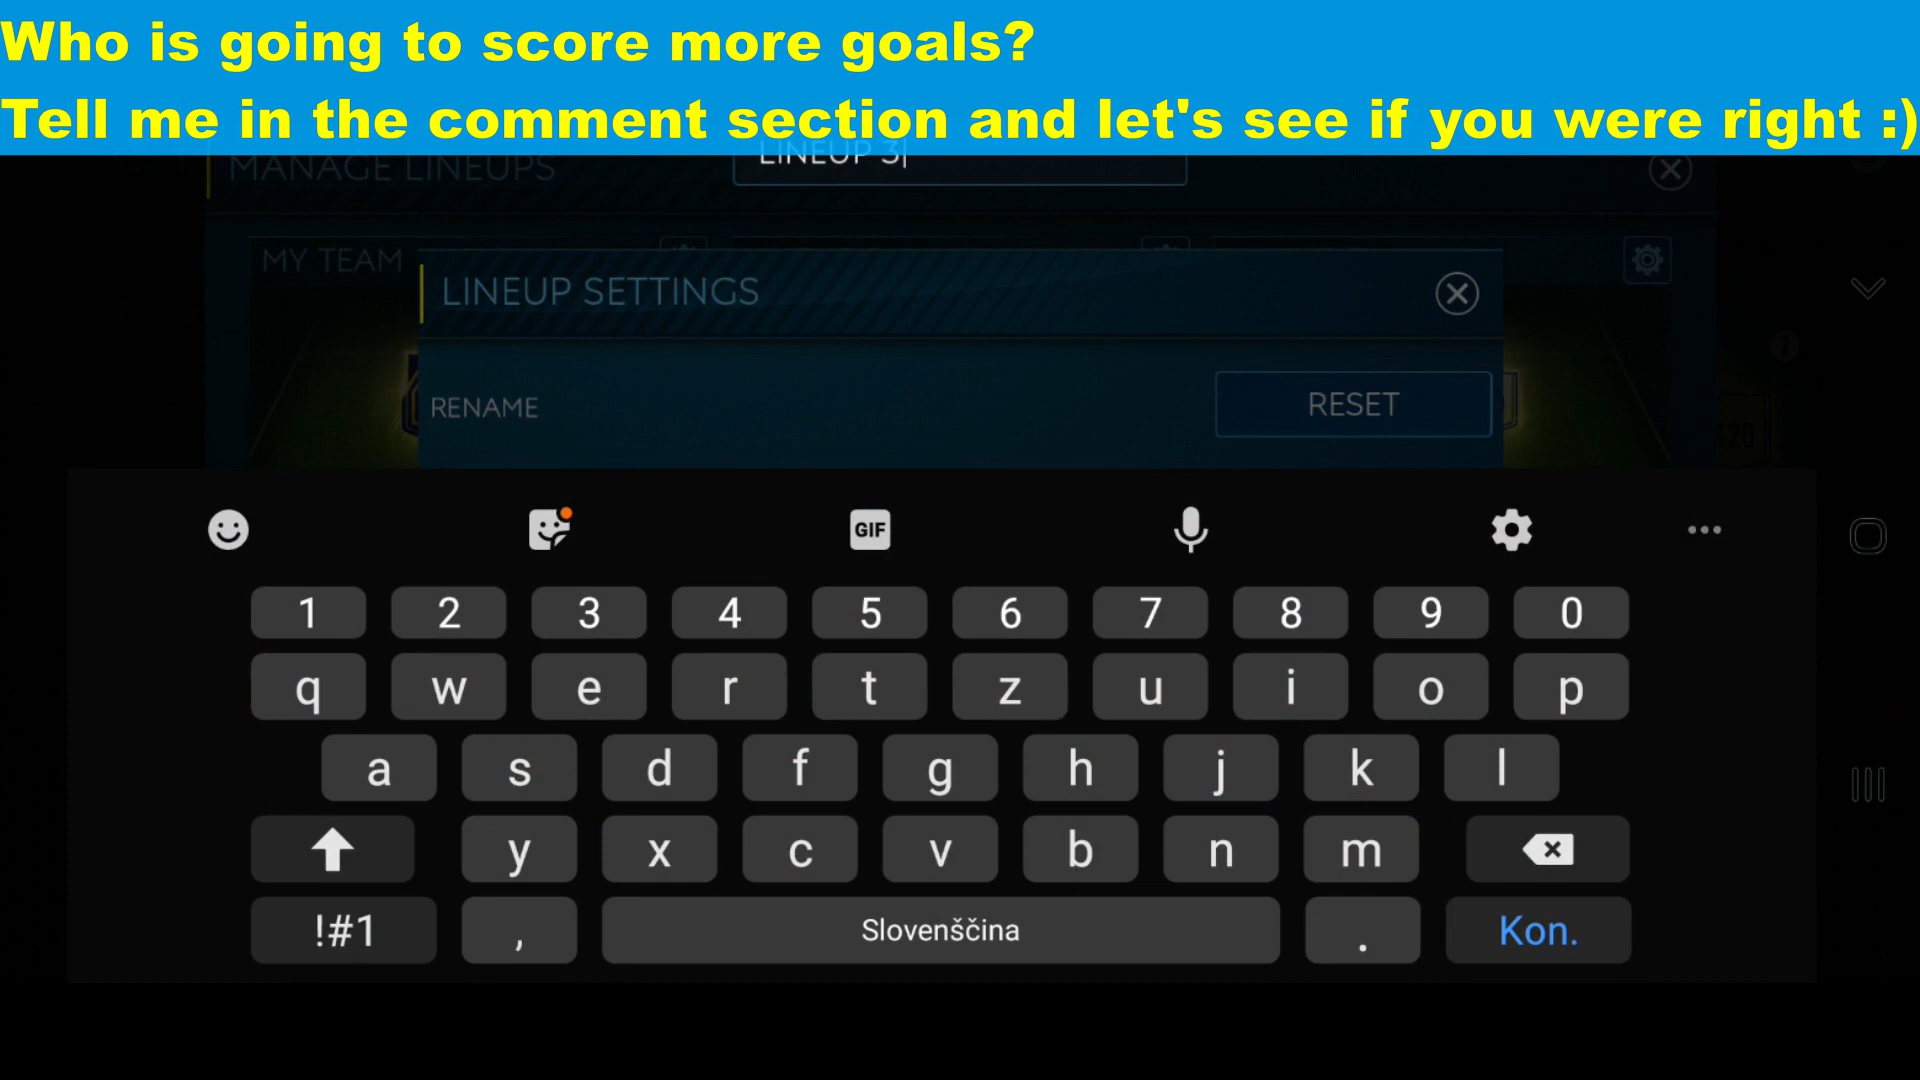 Who is going to score more goals?
Tell me in the comment section and let's see if you were right :)
MANAGE LINEUPS
LINEUP 3
MY TEAM
LINEUP SETTINGS
RENAME
RESET
120
GIF
1 2 3 4 5 6 7 8 9 0
q w e r t z u i o p
a s d f g h j k l
y x c v b n m
!#1 , Slovenščina . Kon.